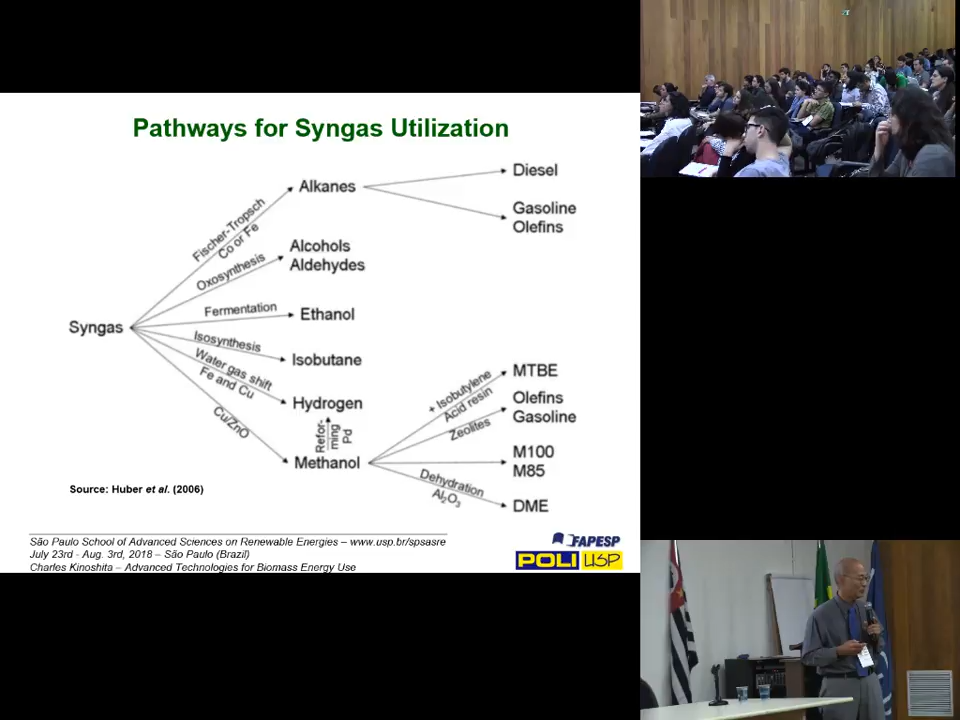 Pathways for Syngas Utilization
Syngas
Fischer-Tropsch
Co or Fe
Alkanes
Diesel
Gasoline
Olefins
Oxosynthesis
Alcohols
Aldehydes
Fermentation
Ethanol
Isosynthesis
Isobutane
Water gas shift
Fe and Cu
Hydrogen
Cu/ZnO
Refor-
ming
Pd
Methanol
+ Isobutylene
Acid resin
MTBE
Zeolites
Olefins
Gasoline
M100
M85
Dehydration
Al₂O₃
DME
Source: Huber et al. (2006)
São Paulo School of Advanced Sciences on Renewable Energies – www.usp.br/spsasre
July 23rd - Aug. 3rd, 2018 – São Paulo (Brazil)
Charles Kinoshita – Advanced Technologies for Biomass Energy Use
FAPESP
POLI USP